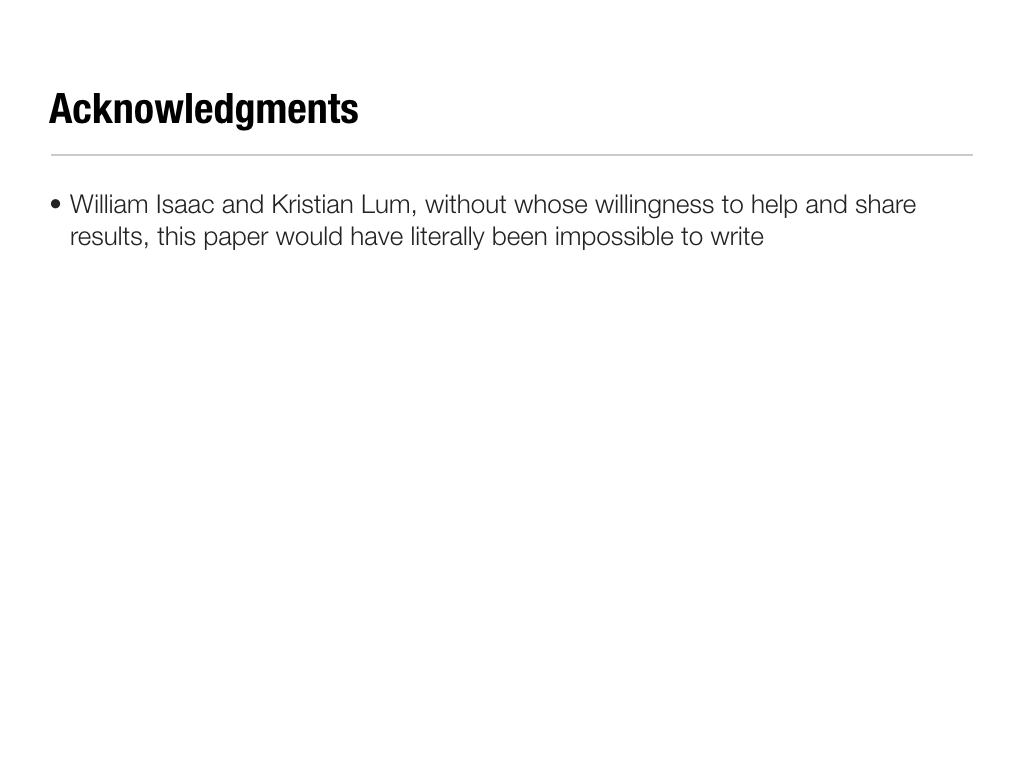 Acknowledgments
• William Isaac and Kristian Lum, without whose willingness to help and share
results, this paper would have literally been impossible to write